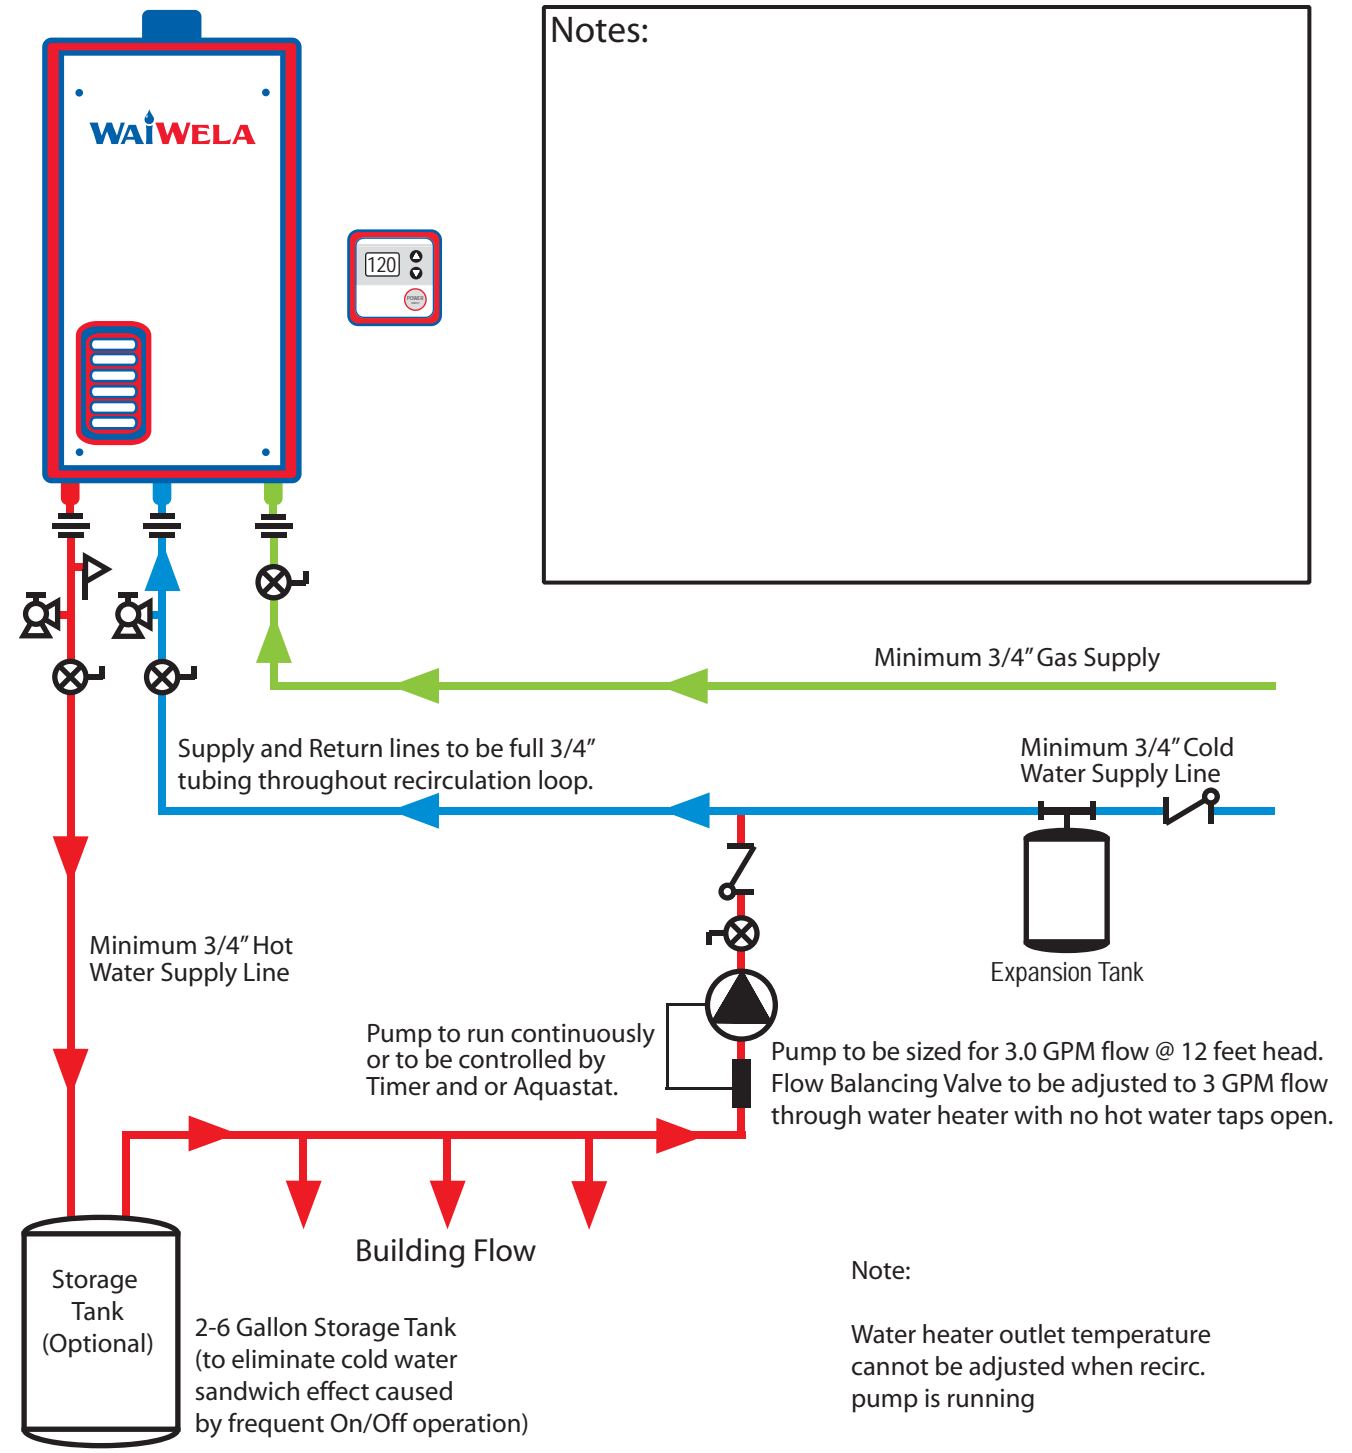 Notes:
WAiWELA
120
POWER
Minimum 3/4” Gas Supply
Supply and Return lines to be full 3/4”
tubing throughout recirculation loop.
Minimum 3/4” Cold
Water Supply Line
Minimum 3/4” Hot
Water Supply Line
Expansion Tank
Pump to run continuously
or to be controlled by
Timer and or Aquastat.
Pump to be sized for 3.0 GPM flow @ 12 feet head.
Flow Balancing Valve to be adjusted to 3 GPM flow
through water heater with no hot water taps open.
Building Flow
Storage
Tank
(Optional)
2-6 Gallon Storage Tank
(to eliminate cold water
sandwich effect caused
by frequent On/Off operation)
Note:
Water heater outlet temperature
cannot be adjusted when recirc.
pump is running